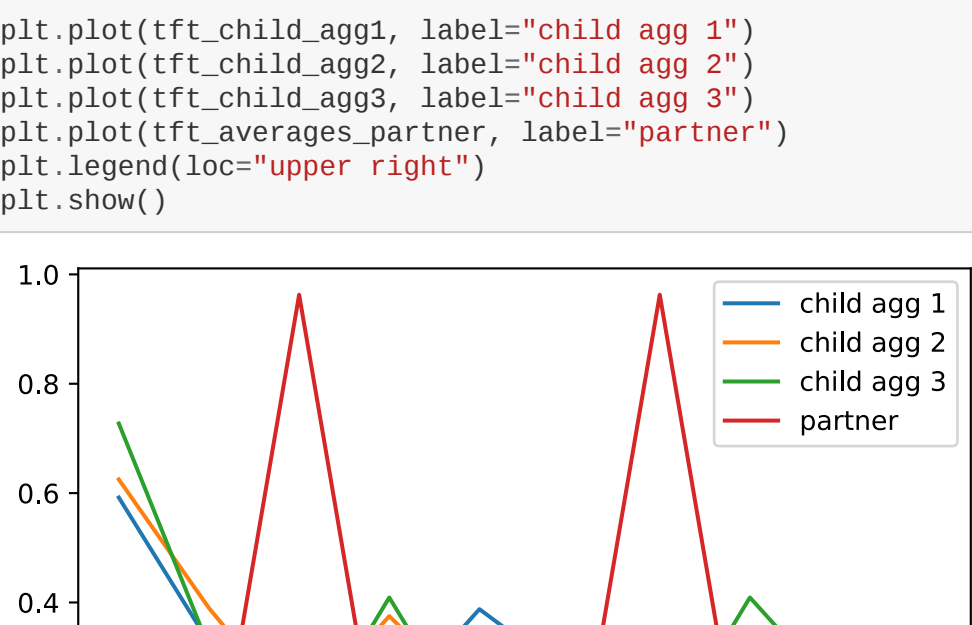 plt.plot(tft_child_agg1, label="child agg 1")
plt.plot(tft_child_agg2, label="child agg 2")
plt.plot(tft_child_agg3, label="child agg 3")
plt.plot(tft_averages_partner, label="partner")
plt.legend(loc="upper right")
plt.show()
1.0
0.8
0.6
0.4
child agg 1
child agg 2
child agg 3
partner